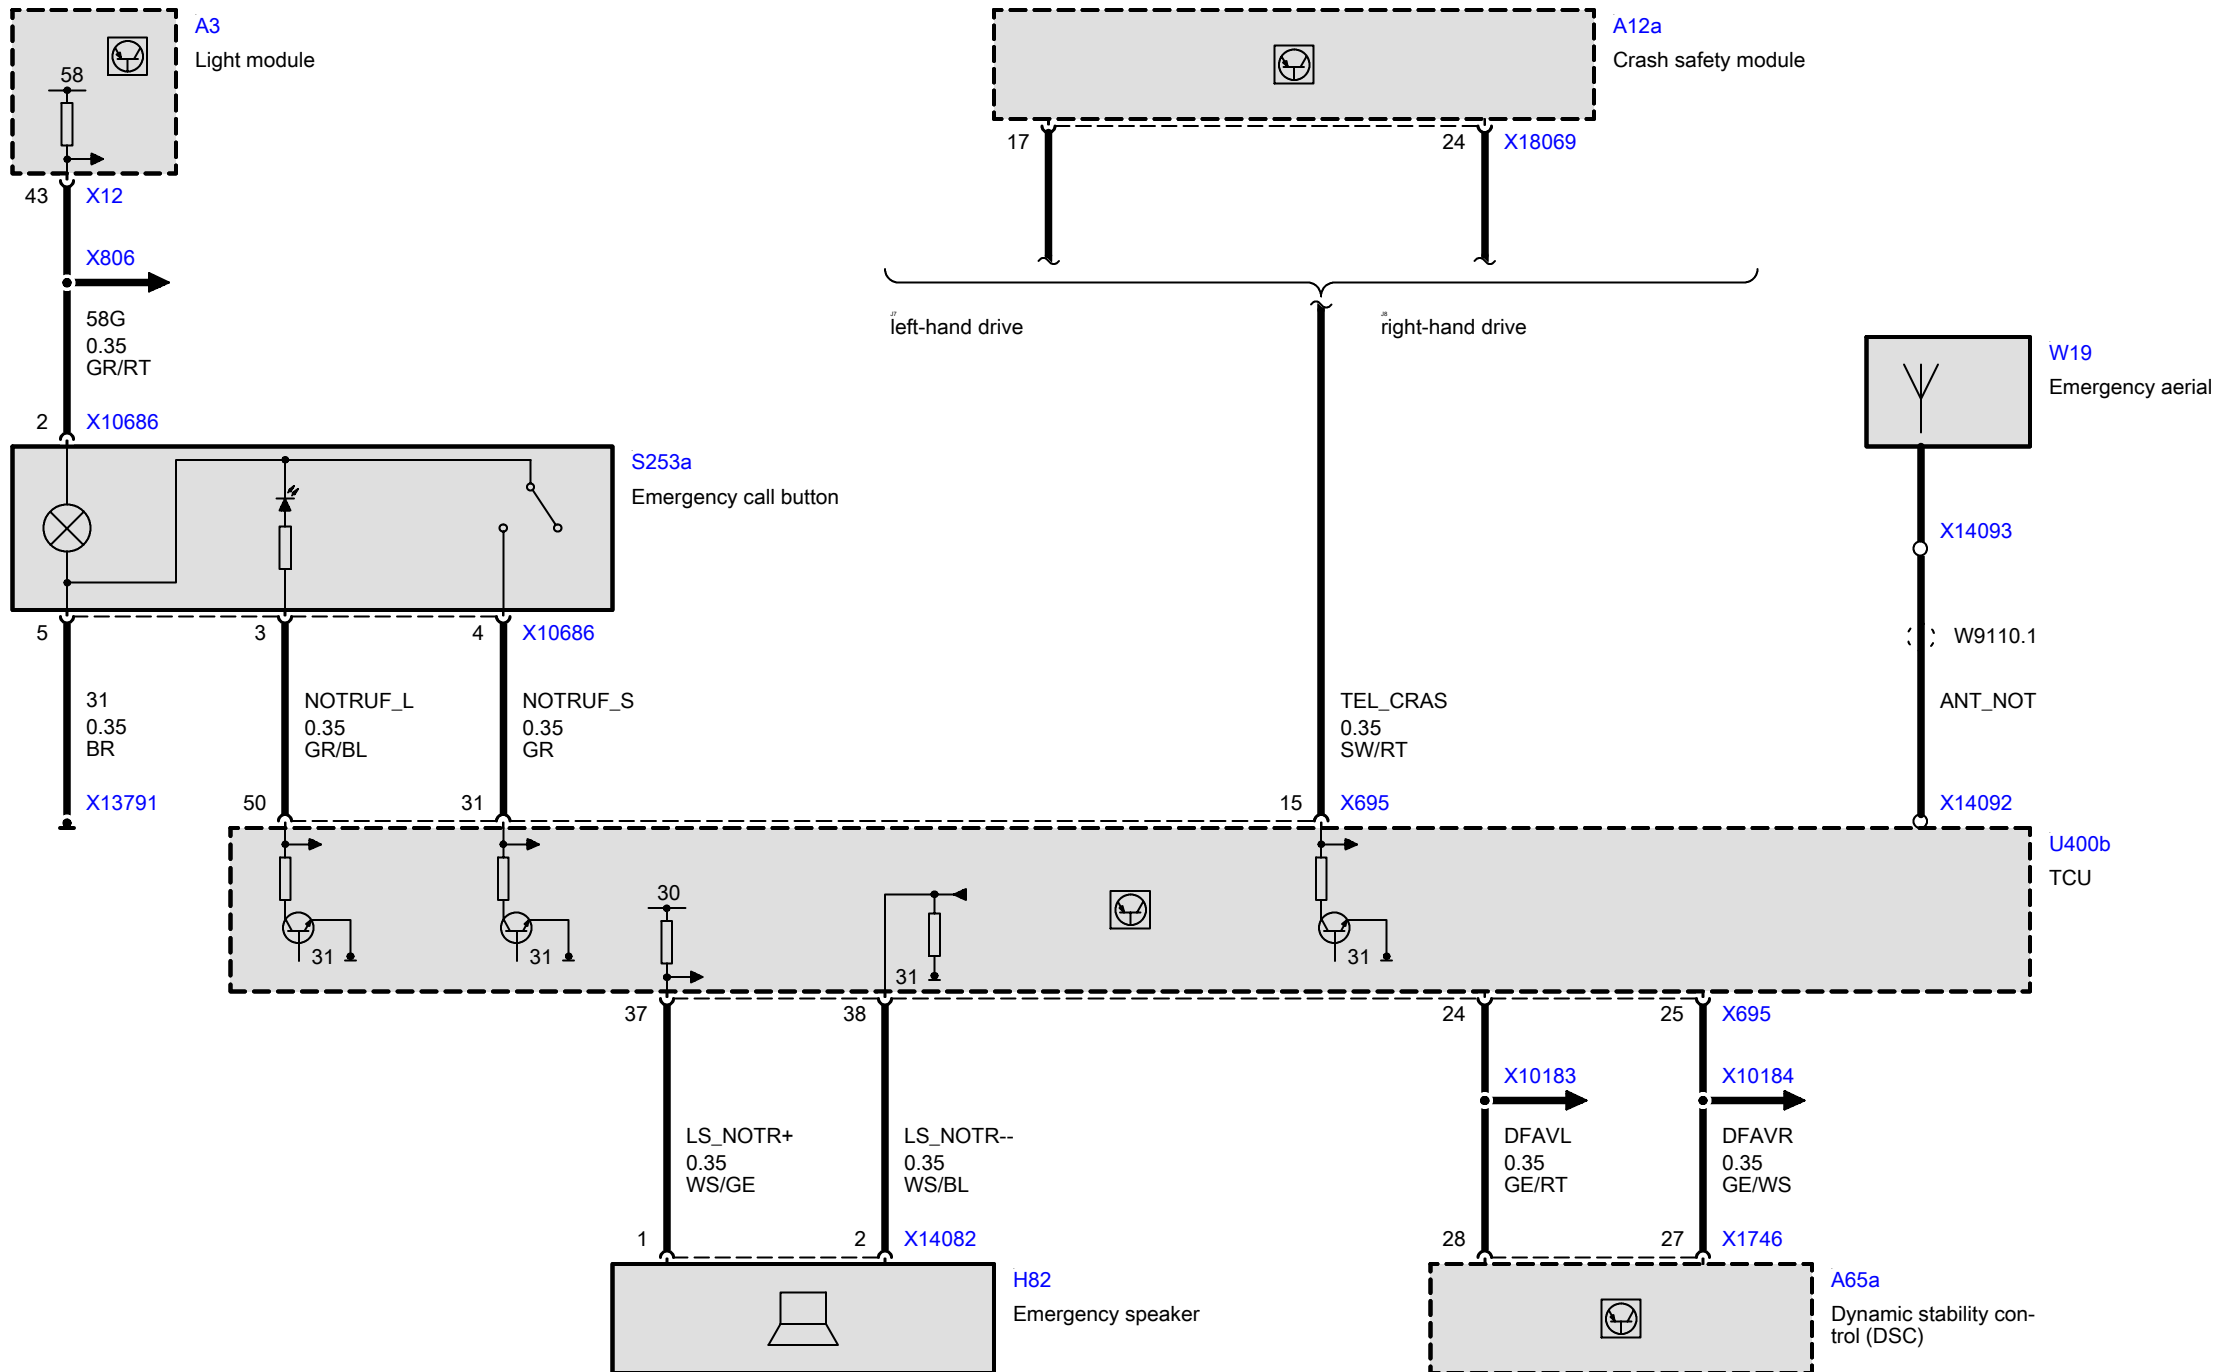 A3
Light module
58
43
X12
X806
58G
0.35
GR/RT
2
X10686
A12a
Crash safety module
17
24
X18069
left-hand drive
right-hand drive
W19
Emergency aerial
S253a
Emergency call button
X14093
W9110.1
5
3
4
X10686
31
0.35
BR
NOTRUF_L
0.35
GR/BL
NOTRUF_S
0.35
GR
TEL_CRAS
0.35
SW/RT
ANT_NOT
X13791
50
31
15
X695
X14092
U400b
TCU
30
31
31
31
31
37
38
24
25
X695
X10183
X10184
LS_NOTR+
0.35
WS/GE
LS_NOTR--
0.35
WS/BL
DFAVL
0.35
GE/RT
DFAVR
0.35
GE/WS
1
2
X14082
28
27
X1746
H82
Emergency speaker
A65a
Dynamic stability con-
trol (DSC)